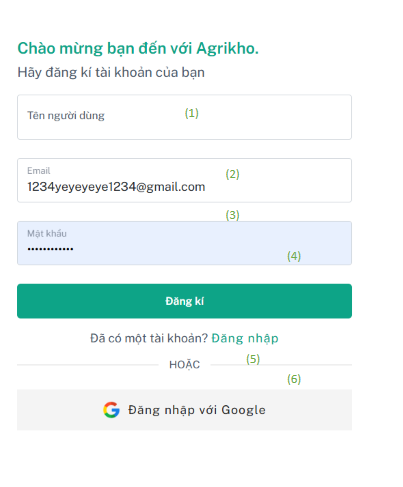 Chào mừng bạn đến với Agrikho.
Hãy đăng kí tài khoản của bạn
Tên người dùng (1)
Email
(2)
1234yeyeyeye1234@gmail.com
(3)
Mật khẩu
••••••••••••
(4)
Đăng kí
Đã có một tài khoản? Đăng nhập
HOẶC (5)
(6)
Đăng nhập với Google